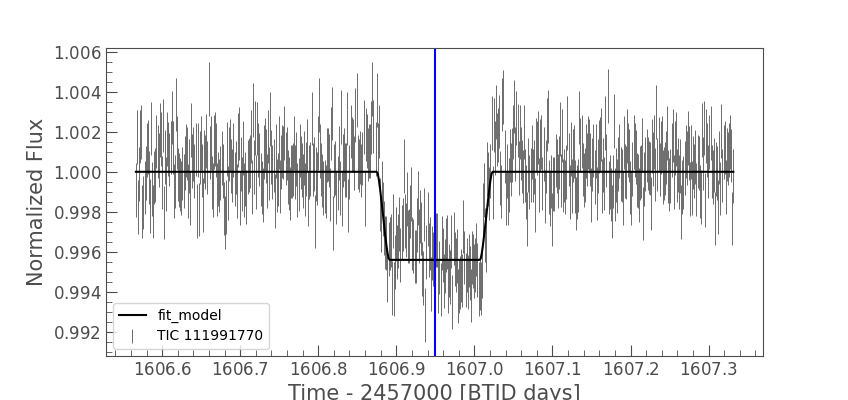 1.006
1.004
1.002
1.000
0.998
0.996
0.994
0.992
Normalized Flux
fit_model
TIC 111991770
1606.6 1606.7 1606.8 1606.9 1607.0 1607.1 1607.2 1607.3
Time - 2457000 [BTJD days]